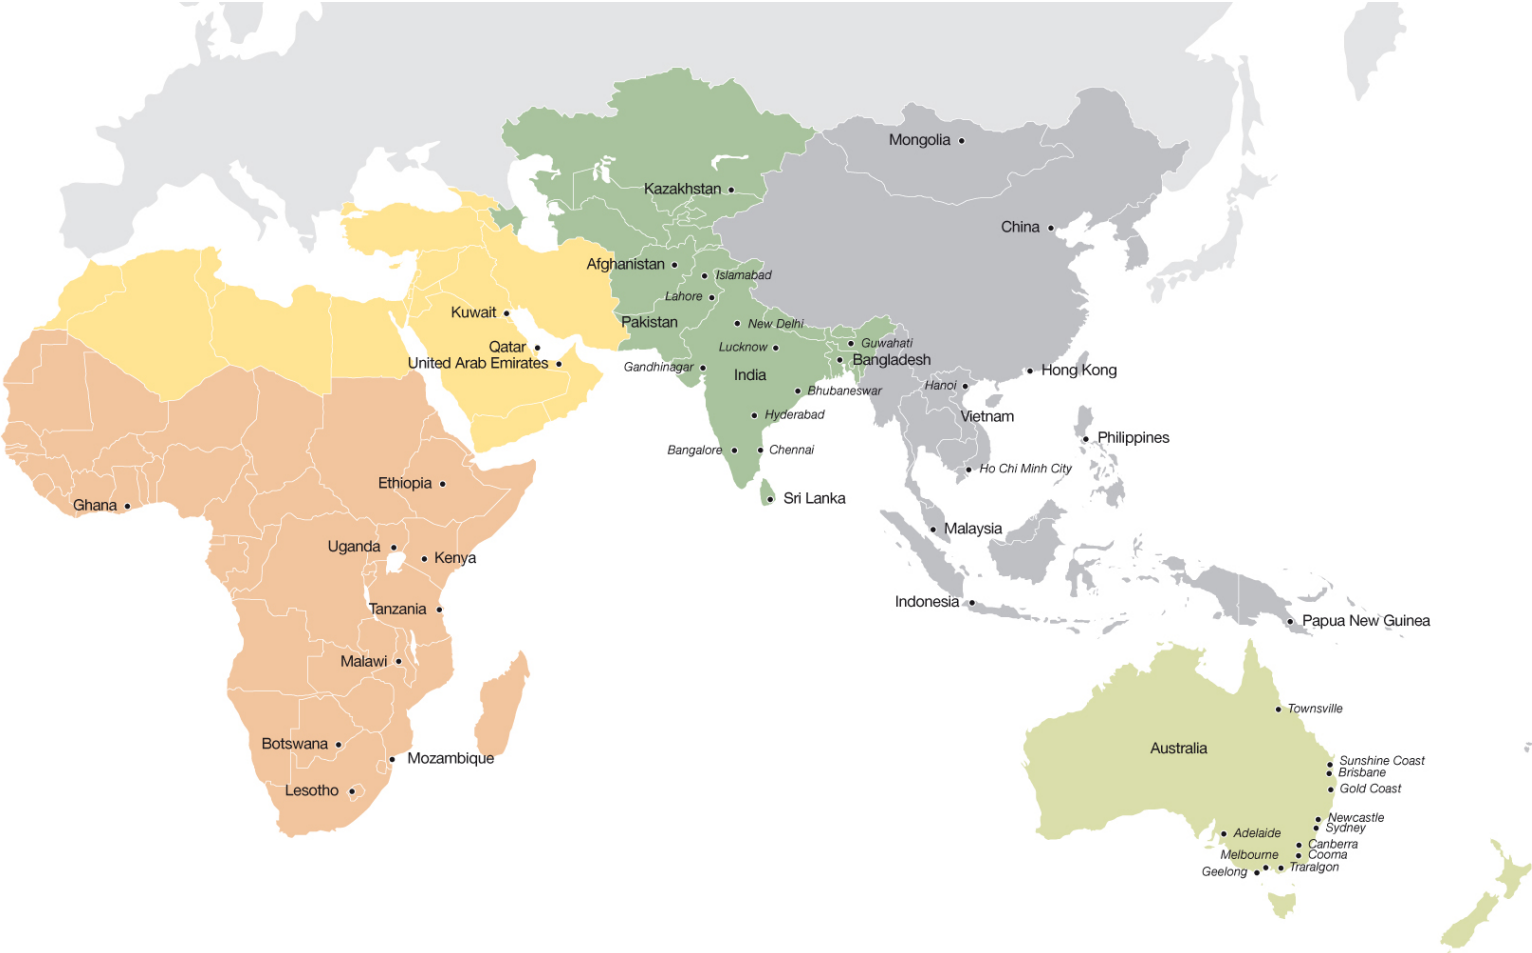 Mongolia
Kazakhstan
China
Afghanistan
Islamabad
Lahore
Kuwait
Pakistan
New Delhi
Qatar
Lucknow
Guwahati
United Arab Emirates
Bangladesh
Gandhinagar
India
Hong Kong
Hanoi
Bhubaneswar
Hyderabad
Vietnam
Philippines
Bangalore
Chennai
Ho Chi Minh City
Ethiopia
Sri Lanka
Ghana
Malaysia
Uganda
Kenya
Indonesia
Tanzania
Papua New Guinea
Malawi
Townsville
Botswana
Australia
Mozambique
Sunshine Coast
Brisbane
Lesotho
Gold Coast
Newcastle
Sydney
Adelaide
Canberra
Melbourne
Cooma
Traralgon
Geelong